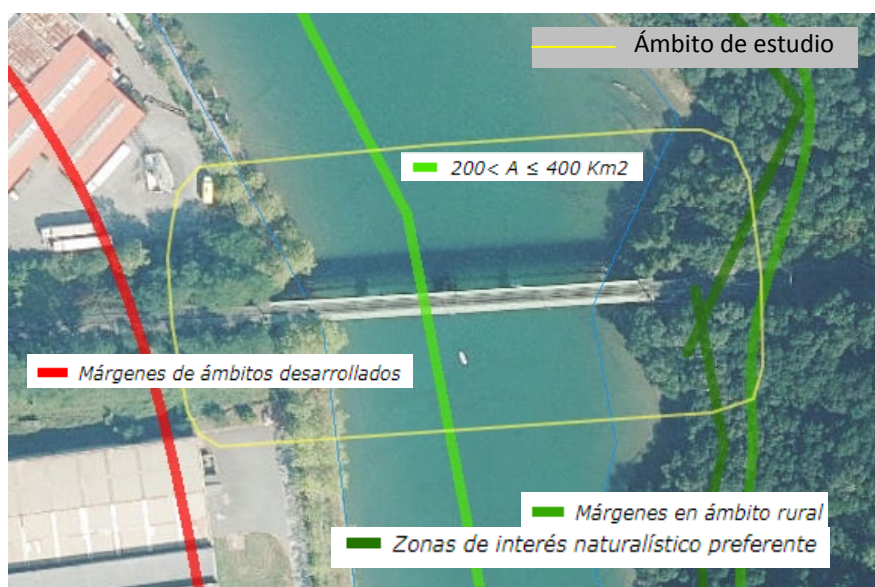 Ámbito de estudio
200< A ≤ 400 Km2
Márgenes de ámbitos desarrollados
Márgenes en ámbito rural
Zonas de interés naturalístico preferente